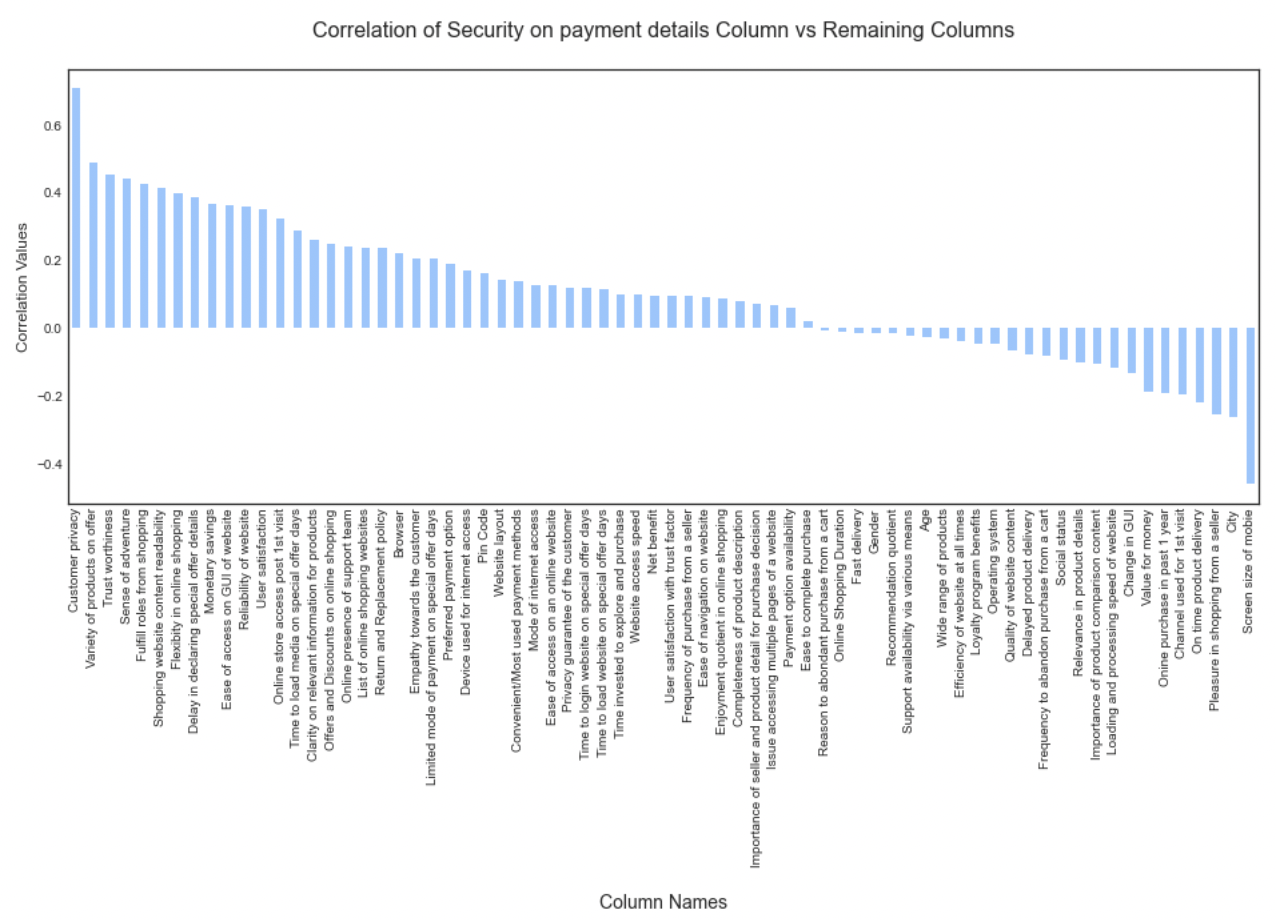 Correlation of Security on payment details Column vs Remaining Columns
Correlation Values
0.6
0.4
0.2
0.0
−0.2
−0.4
Customer privacy
Variety of products on offer
Trust worthiness
Sense of adventure
Fulfill roles from shopping
Shopping website content readability
Flexibity in online shopping
Delay in declaring special offer details
Monetary savings
Ease of access on GUI of website
Reliability of website
User satisfaction
Online store access post 1st visit
Time to load media on special offer days
Clarity on relevant information for products
Offers and Discounts on online shopping
Online presence of support team
List of online shopping websites
Return and Replacement policy
Browser
Empathy towards the customer
Limited mode of payment on special offer days
Preferred payment option
Device used for internet access
Pin Code
Website layout
Convenient/Most used payment methods
Mode of internet access
Ease of access on an online website
Privacy guarantee of the customer
Time to login website on special offer days
Time to load website on special offer days
Time invested to explore and purchase
Website access speed
Net benefit
User satisfaction with trust factor
Frequency of purchase from a seller
Ease of navigation on website
Enjoyment quotient in online shopping
Completeness of product description
Importance of seller and product detail for purchase decision
Issue accessing multiple pages of a website
Payment option availability
Ease to complete purchase
Reason to abondant purchase from a cart
Online Shopping Duration
Fast delivery
Gender
Recommendation quotient
Support availability via various means
Age
Wide range of products
Efficiency of website at all times
Loyalty program benefits
Operating system
Quality of website content
Delayed product delivery
Frequency to abandon purchase from a cart
Social status
Relevance in product details
Importance of product comparison content
Loading and processing speed of website
Change in GUI
Value for money
Online purchase in past 1 year
Channel used for 1st visit
On time product delivery
Pleasure in shopping from a seller
City
Screen size of mobie
Column Names